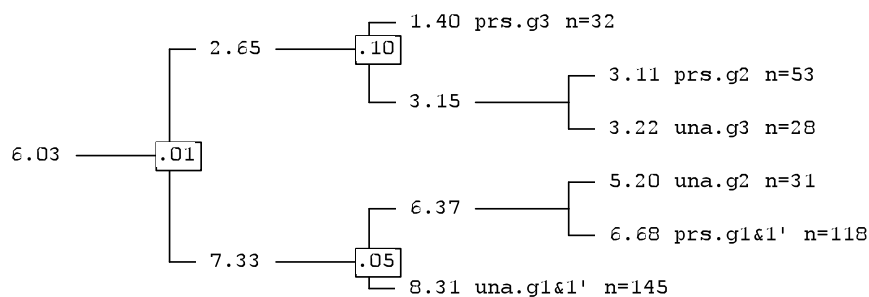 1.40 prs.g3 n=32
2.65 .10
3.11 prs.g2 n=53
3.15
3.22 una.g3 n=28
6.03 .01
5.20 una.g2 n=31
6.37
6.68 prs.g1&1' n=118
7.33 .05
8.31 una.g1&1' n=145